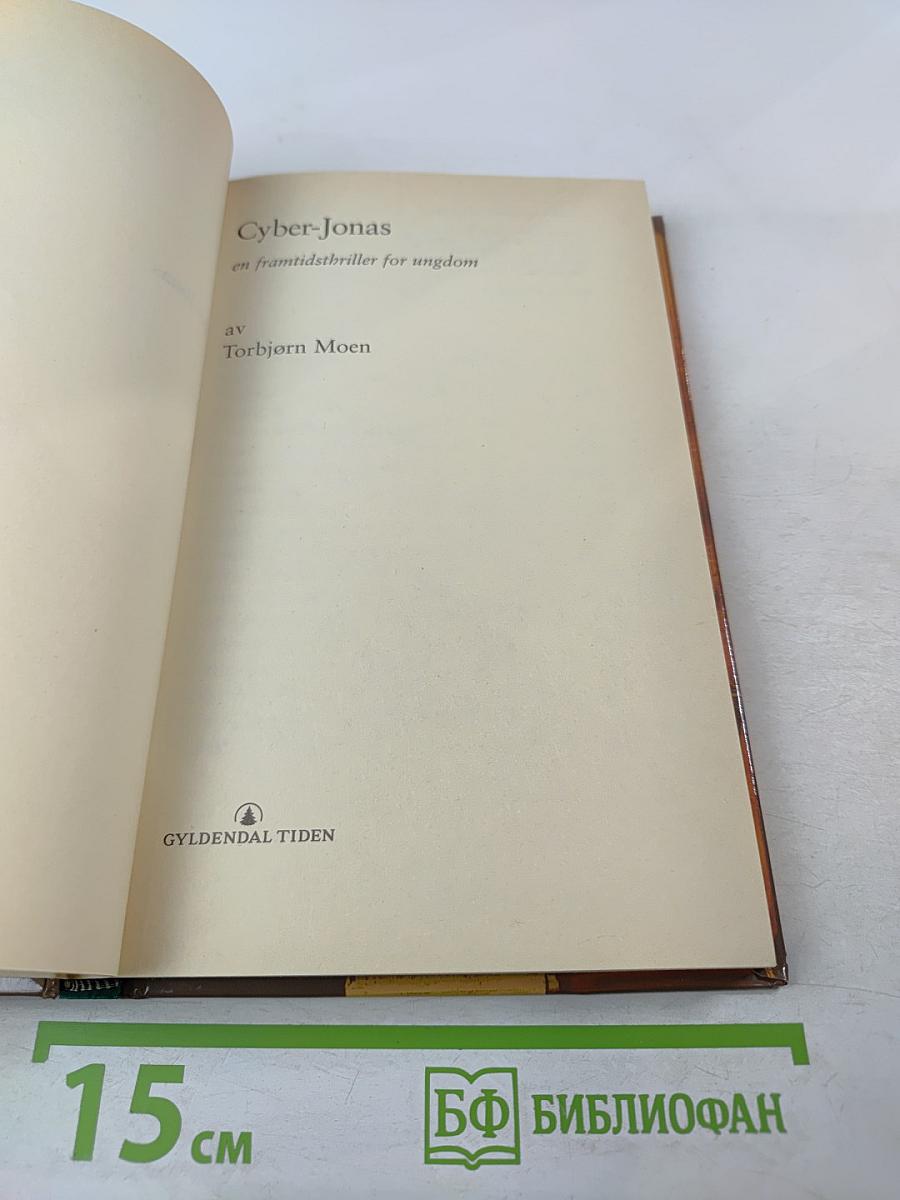 Cyber-Jonas
en framtidsthriller for ungdom
av
Torbjørn Moen
GYLDENDAL TIDEN
15 см
БФ БИБЛИОФАН